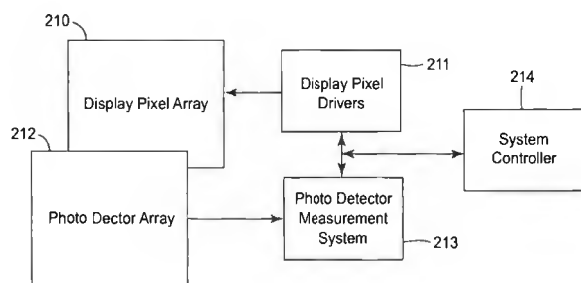 210
Display Pixel Array
212
Photo Dector Array
211
Display Pixel
Drivers
214
System
Controller
Photo Detector
Measurement
System
213